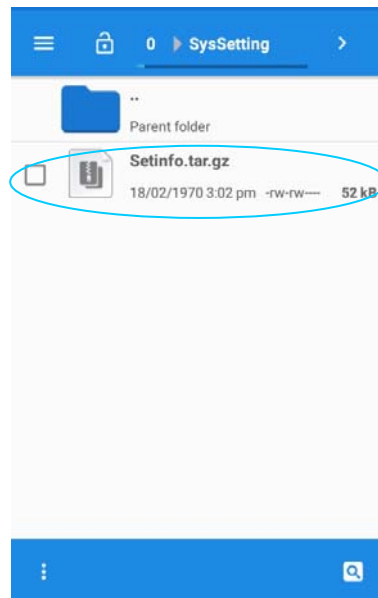 0 SysSetting
..
Parent folder
Setinfo.tar.gz
18/02/1970 3:02 pm -rw-rw---- 52 kB